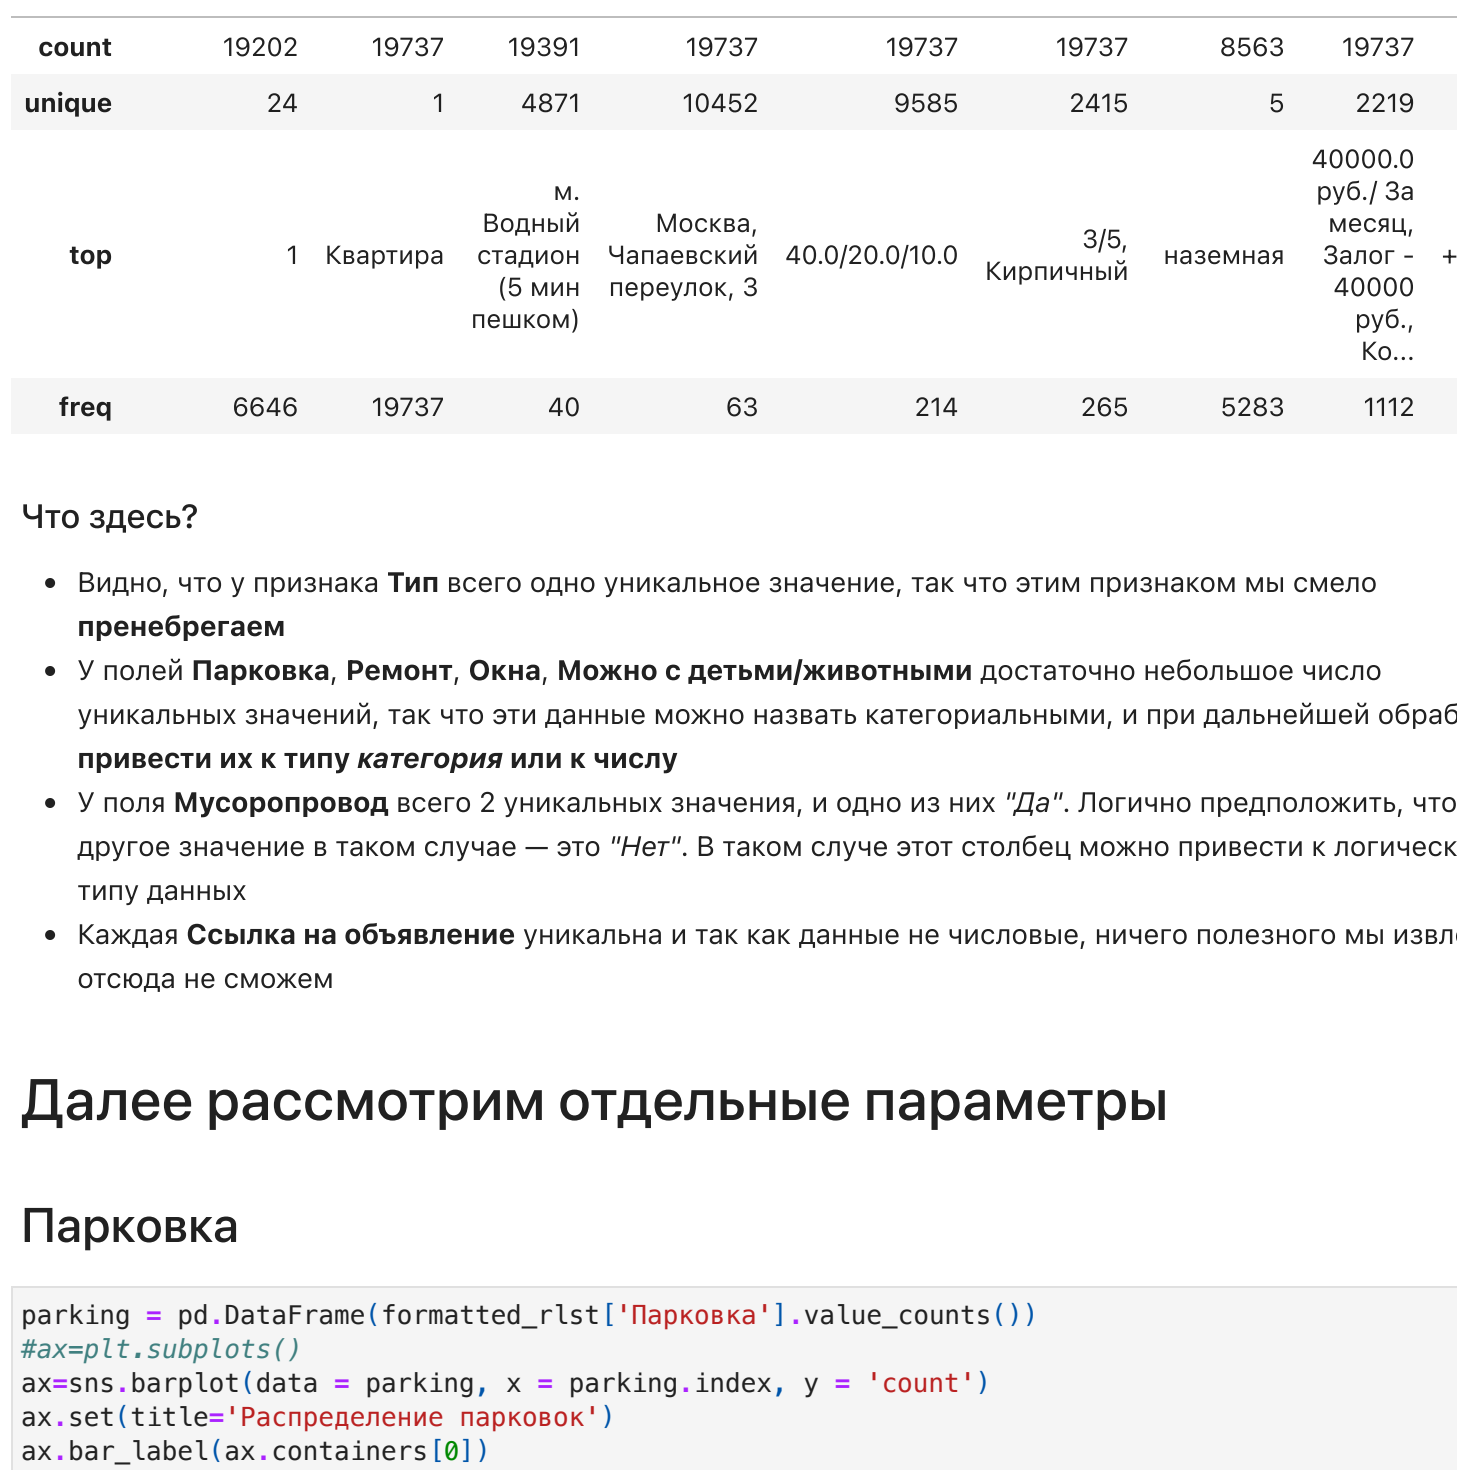 count 19202 19737 19391 19737 19737 19737 8563 19737
unique 24 1 4871 10452 9585 2415 5 2219
top 1 Квартира м. Водный стадион (5 мин пешком) Москва, Чапаевский переулок, 3 40.0/20.0/10.0 3/5, Кирпичный наземная 40000.0 руб./ За месяц, Залог - 40000 руб., Ко... +
freq 6646 19737 40 63 214 265 5283 1112
Что здесь?
• Видно, что у признака Тип всего одно уникальное значение, так что этим признаком мы смело
пренебрегаем
• У полей Парковка, Ремонт, Окна, Можно с детьми/животными достаточно небольшое число
уникальных значений, так что эти данные можно назвать категориальными, и при дальнейшей обраб
привести их к типу категория или к числу
• У поля Мусоропровод всего 2 уникальных значения, и одно из них "Да". Логично предположить, что
другое значение в таком случае — это "Нет". В таком случе этот столбец можно привести к логическ
типу данных
• Каждая Ссылка на объявление уникальна и так как данные не числовые, ничего полезного мы извл
отсюда не сможем
Далее рассмотрим отдельные параметры
Парковка
parking = pd.DataFrame(formatted_rlst['Парковка'].value_counts())
#ax=plt.subplots()
ax=sns.barplot(data = parking, x = parking.index, y = 'count')
ax.set(title='Распределение парковок')
ax.bar_label(ax.containers[0])